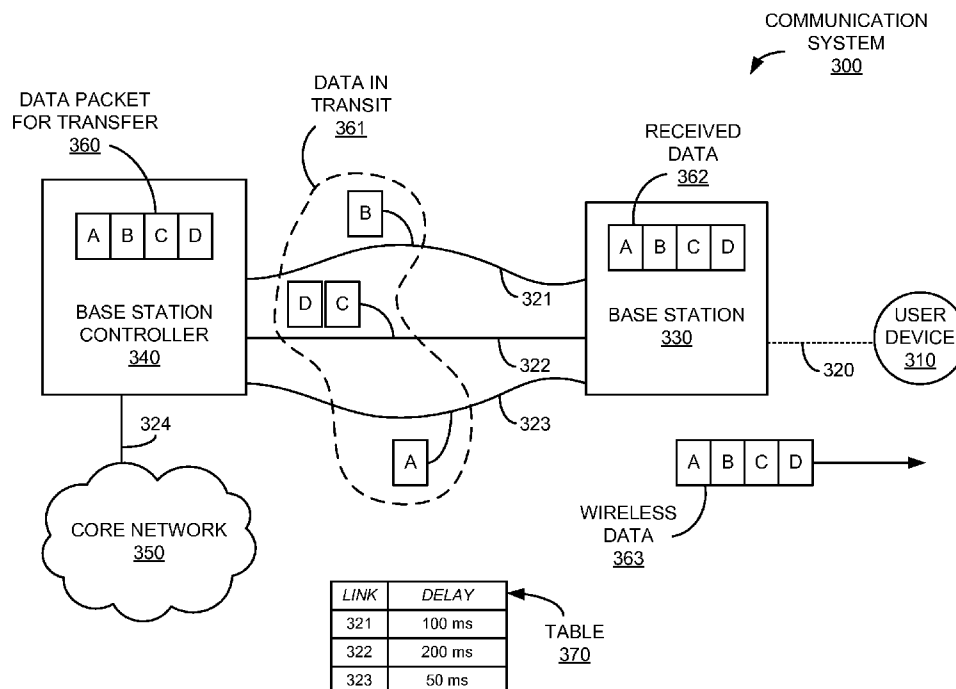 COMMUNICATION
SYSTEM
300
DATA IN
TRANSIT
361
DATA PACKET
FOR TRANSFER
360
RECEIVED
DATA
362
A B C D
B
A B C D
D C
321
BASE STATION
CONTROLLER
340
BASE STATION
330
USER
DEVICE
310
322
320
323
324
A
A B C D
CORE NETWORK
350
WIRELESS
DATA
363
LINK DELAY
321 100 ms
322 200 ms
323 50 ms
TABLE
370